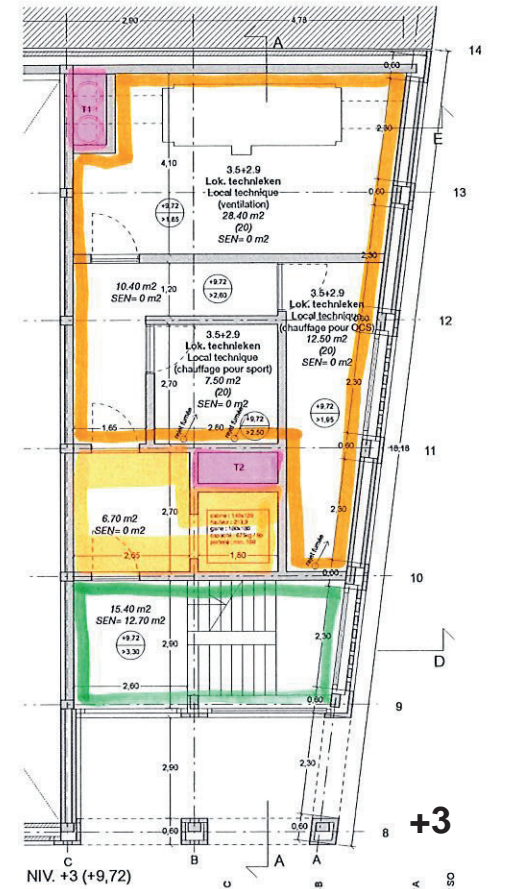 2,90
4,78
A
14
0,60
T1
2,30
E
4,10
3.5+2.9
Lok. technieken
Local technique
(ventilation)
28.40 m2
(20)
SEN= 0 m2
0,60
13
+9.72
>1.65
2,30
10.40 m2
SEN= 0 m2
1,20
+9.72
>2,60
3.5+2.9
Lok. technieken
Local technique
(chauffage pour OCS)
12.50 m2
(20)
SEN= 0 m2
12
3.5+2.9
Lok. technieken
Local technique
(chauffage pour sport)
7.50 m2
(20)
SEN= 0 m2
2,70
2,30
+9.72
>1,95
+9.72
>2.50
1,65
2,60
0,60
11
T2
6.70 m2
SEN= 0 m2
2,70
2,30
2,65
1,60
10
15.40 m2
SEN= 12.70 m2
+9.72
>3.30
2,90
2,30
D
2,60
0,60
9
2,90
2,30
0,60
0,60
8
+3
C
B
A
A
NIV. +3 (+9,72)
C
B
A
SO